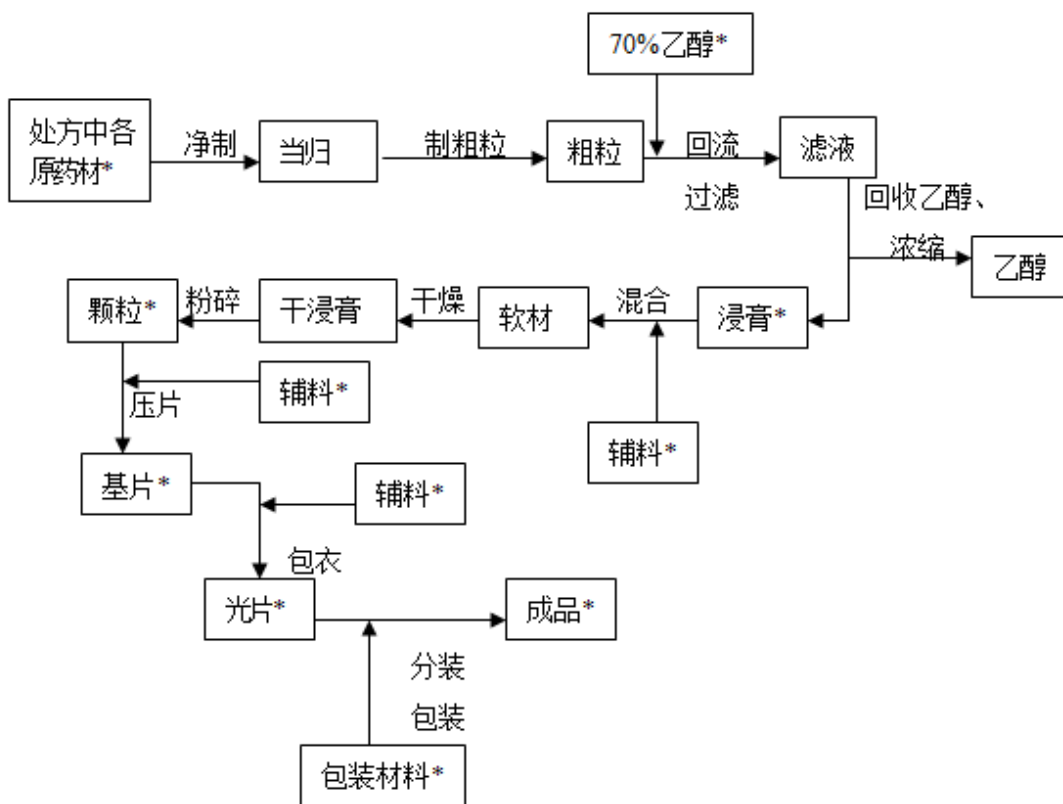 70%乙醇*
处方中各
原药材*
净制
当归
制粗粒
粗粒
回流
过滤
滤液
回收乙醇、
浓缩
乙醇
颗粒*
粉碎
干浸膏
干燥
软材
混合
浸膏*
辅料*
压片
辅料*
基片*
辅料*
包衣
光片*
成品*
分装
包装
包装材料*